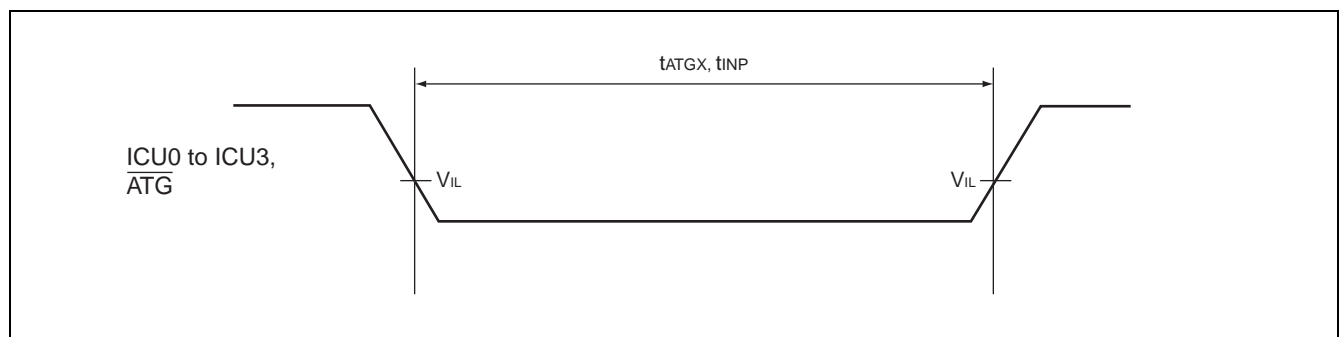 tATGX, tINP
ICU0 to ICU3,
ATG
VIL
VIL